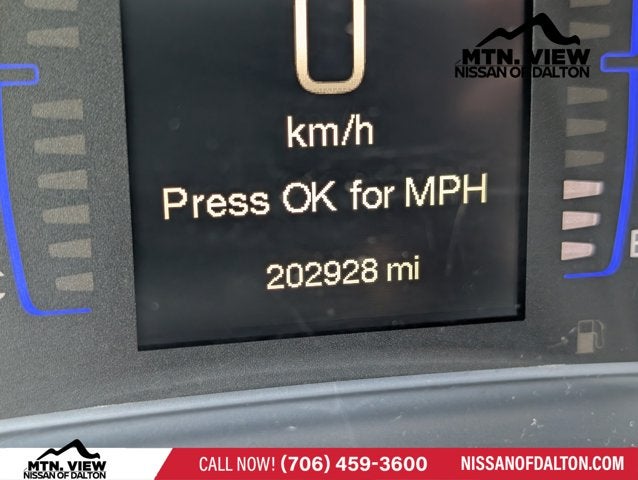 MTN. VIEW
NISSAN OF DALTON
0
km/h
Press OK for MPH
202928 mi
MTN. VIEW
NISSAN OF DALTON
CALL NOW! (706) 459-3600
NISSANOFDALTON.COM